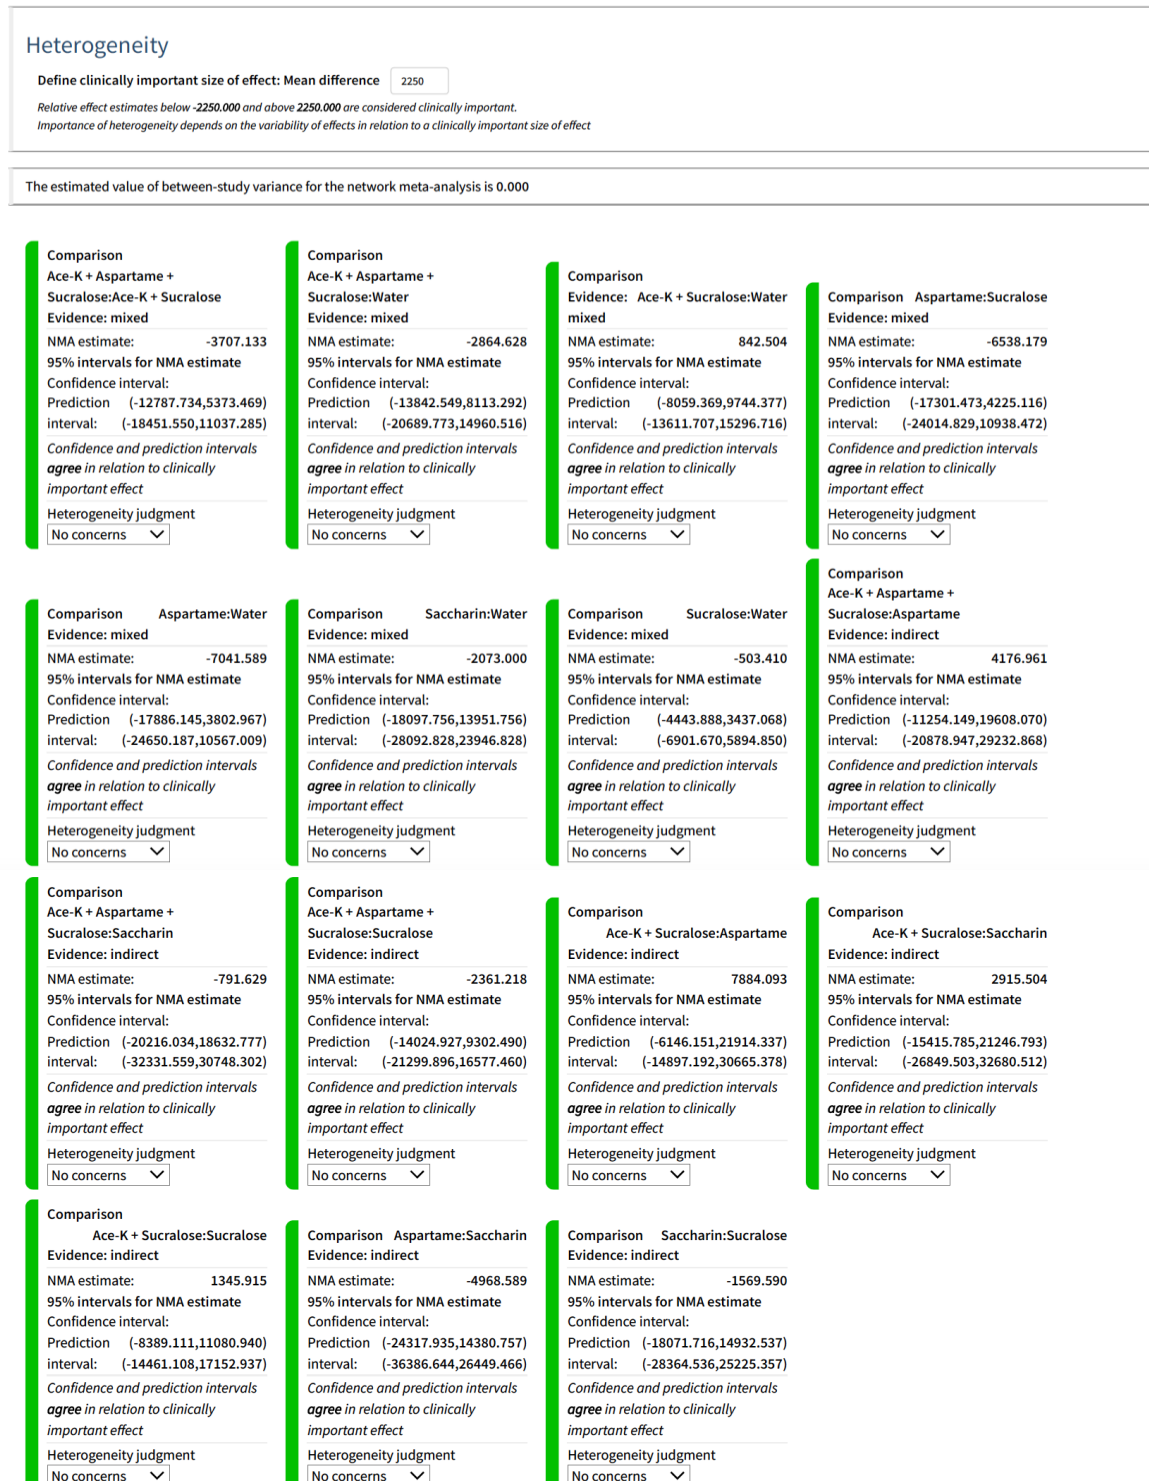 Heterogeneity
Define clinically important size of effect: Mean difference 2250
Relative effect estimates below -2250.000 and above 2250.000 are considered clinically important.
Importance of heterogeneity depends on the variability of effects in relation to a clinically important size of effect
The estimated value of between-study variance for the network meta-analysis is 0.000
Comparison
Ace-K + Aspartame +
Sucralose:Ace-K + Sucralose
Evidence: mixed
NMA estimate: -3707.133
95% intervals for NMA estimate
Confidence interval:
Prediction (-12787.734,5373.469)
interval: (-18451.550,11037.285)
Confidence and prediction intervals
agree in relation to clinically
important effect
Heterogeneity judgment
No concerns
Comparison
Ace-K + Aspartame +
Sucralose:Water
Evidence: mixed
NMA estimate: -2864.628
95% intervals for NMA estimate
Confidence interval:
Prediction (-13842.549,8113.292)
interval: (-20689.773,14960.516)
Confidence and prediction intervals
agree in relation to clinically
important effect
Heterogeneity judgment
No concerns
Comparison
Evidence: Ace-K + Sucralose:Water
mixed
NMA estimate: 842.504
95% intervals for NMA estimate
Confidence interval:
Prediction (-8059.369,9744.377)
interval: (-13611.707,15296.716)
Confidence and prediction intervals
agree in relation to clinically
important effect
Heterogeneity judgment
No concerns
Comparison Aspartame:Sucralose
Evidence: mixed
NMA estimate: -6538.179
95% intervals for NMA estimate
Confidence interval:
Prediction (-17301.473,4225.116)
interval: (-24014.829,10938.472)
Confidence and prediction intervals
agree in relation to clinically
important effect
Heterogeneity judgment
No concerns
Comparison Aspartame:Water
Evidence: mixed
NMA estimate: -7041.589
95% intervals for NMA estimate
Confidence interval:
Prediction (-17886.145,3802.967)
interval: (-24650.187,10567.009)
Confidence and prediction intervals
agree in relation to clinically
important effect
Heterogeneity judgment
No concerns
Comparison Saccharin:Water
Evidence: mixed
NMA estimate: -2073.000
95% intervals for NMA estimate
Confidence interval:
Prediction (-18097.756,13951.756)
interval: (-28092.828,23946.828)
Confidence and prediction intervals
agree in relation to clinically
important effect
Heterogeneity judgment
No concerns
Comparison Sucralose:Water
Evidence: mixed
NMA estimate: -503.410
95% intervals for NMA estimate
Confidence interval:
Prediction (-4443.888,3437.068)
interval: (-6901.670,5894.850)
Confidence and prediction intervals
agree in relation to clinically
important effect
Heterogeneity judgment
No concerns
Comparison
Ace-K + Aspartame +
Sucralose:Aspartame
Evidence: indirect
NMA estimate: 4176.961
95% intervals for NMA estimate
Confidence interval:
Prediction (-11254.149,19608.070)
interval: (-20878.947,29232.868)
Confidence and prediction intervals
agree in relation to clinically
important effect
Heterogeneity judgment
No concerns
Comparison
Ace-K + Aspartame +
Sucralose:Saccharin
Evidence: indirect
NMA estimate: -791.629
95% intervals for NMA estimate
Confidence interval:
Prediction (-20216.034,18632.777)
interval: (-32331.559,30748.302)
Confidence and prediction intervals
agree in relation to clinically
important effect
Heterogeneity judgment
No concerns
Comparison
Ace-K + Aspartame +
Sucralose:Sucralose
Evidence: indirect
NMA estimate: -2361.218
95% intervals for NMA estimate
Confidence interval:
Prediction (-14024.927,9302.490)
interval: (-21299.896,16577.460)
Confidence and prediction intervals
agree in relation to clinically
important effect
Heterogeneity judgment
No concerns
Comparison
Ace-K + Sucralose:Aspartame
Evidence: indirect
NMA estimate: 7884.093
95% intervals for NMA estimate
Confidence interval:
Prediction (-6146.151,21914.337)
interval: (-14897.192,30665.378)
Confidence and prediction intervals
agree in relation to clinically
important effect
Heterogeneity judgment
No concerns
Comparison
Ace-K + Sucralose:Saccharin
Evidence: indirect
NMA estimate: 2915.504
95% intervals for NMA estimate
Confidence interval:
Prediction (-15415.785,21246.793)
interval: (-26849.503,32680.512)
Confidence and prediction intervals
agree in relation to clinically
important effect
Heterogeneity judgment
No concerns
Comparison
Ace-K + Sucralose:Sucralose
Evidence: indirect
NMA estimate: 1345.915
95% intervals for NMA estimate
Confidence interval:
Prediction (-8389.111,11080.940)
interval: (-14461.108,17152.937)
Confidence and prediction intervals
agree in relation to clinically
important effect
Heterogeneity judgment
No concerns
Comparison Aspartame:Saccharin
Evidence: indirect
NMA estimate: -4968.589
95% intervals for NMA estimate
Confidence interval:
Prediction (-24317.935,14380.757)
interval: (-36386.644,26449.466)
Confidence and prediction intervals
agree in relation to clinically
important effect
Heterogeneity judgment
No concerns
Comparison Saccharin:Sucralose
Evidence: indirect
NMA estimate: -1569.590
95% intervals for NMA estimate
Confidence interval:
Prediction (-18071.716,14932.537)
interval: (-28364.536,25225.357)
Confidence and prediction intervals
agree in relation to clinically
important effect
Heterogeneity judgment
No concerns